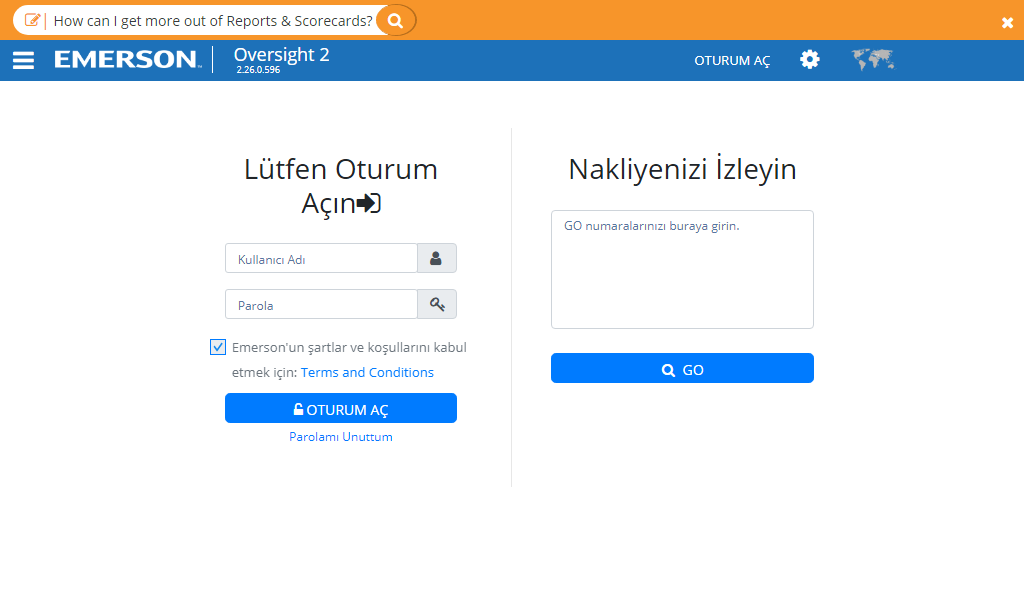 How can I get more out of Reports & Scorecards?
EMERSON™ Oversight 2
2.26.0.596
OTURUM AÇ
Lütfen Oturum
Açın
Kullanıcı Adı
Parola
Emerson'un şartlar ve koşullarını kabul
etmek için: Terms and Conditions
OTURUM AÇ
Parolamı Unuttum
Nakliyenizi İzleyin
GO numaralarınızı buraya girin.
GO